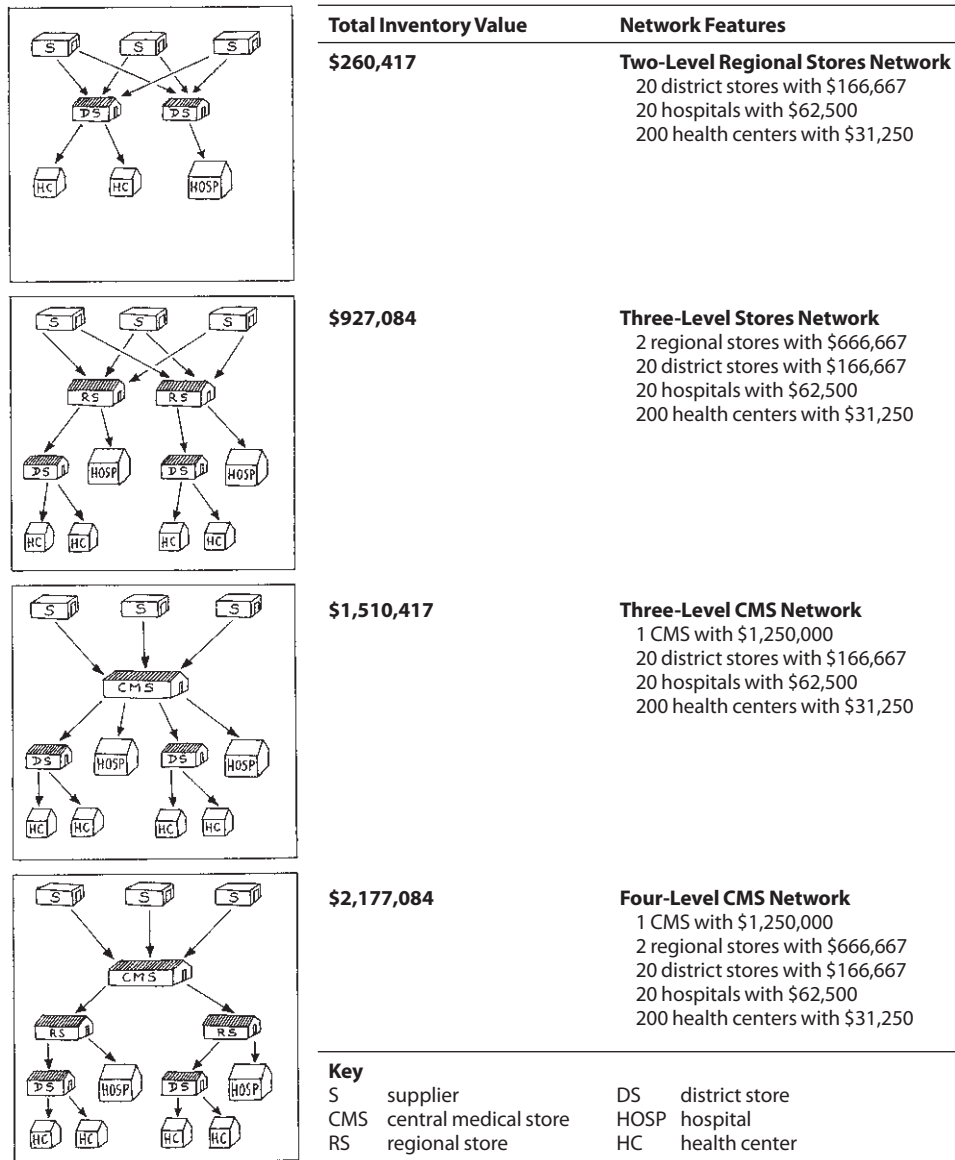 Total Inventory Value Network Features
S S S
DS DS
HC HC HOSP
$260,417 Two-Level Regional Stores Network
20 district stores with $166,667
20 hospitals with $62,500
200 health centers with $31,250
S S S
RS RS
DS HOSP DS HOSP
HC HC HC HC
$927,084 Three-Level Stores Network
2 regional stores with $666,667
20 district stores with $166,667
20 hospitals with $62,500
200 health centers with $31,250
S S S
CMS
DS HOSP DS HOSP
HC HC HC HC
$1,510,417 Three-Level CMS Network
1 CMS with $1,250,000
20 district stores with $166,667
20 hospitals with $62,500
200 health centers with $31,250
S S S
CMS
RS RS
DS HOSP DS HOSP
HC HC HC HC
$2,177,084 Four-Level CMS Network
1 CMS with $1,250,000
2 regional stores with $666,667
20 district stores with $166,667
20 hospitals with $62,500
200 health centers with $31,250
Key
S supplier DS district store
CMS central medical store HOSP hospital
RS regional store HC health center